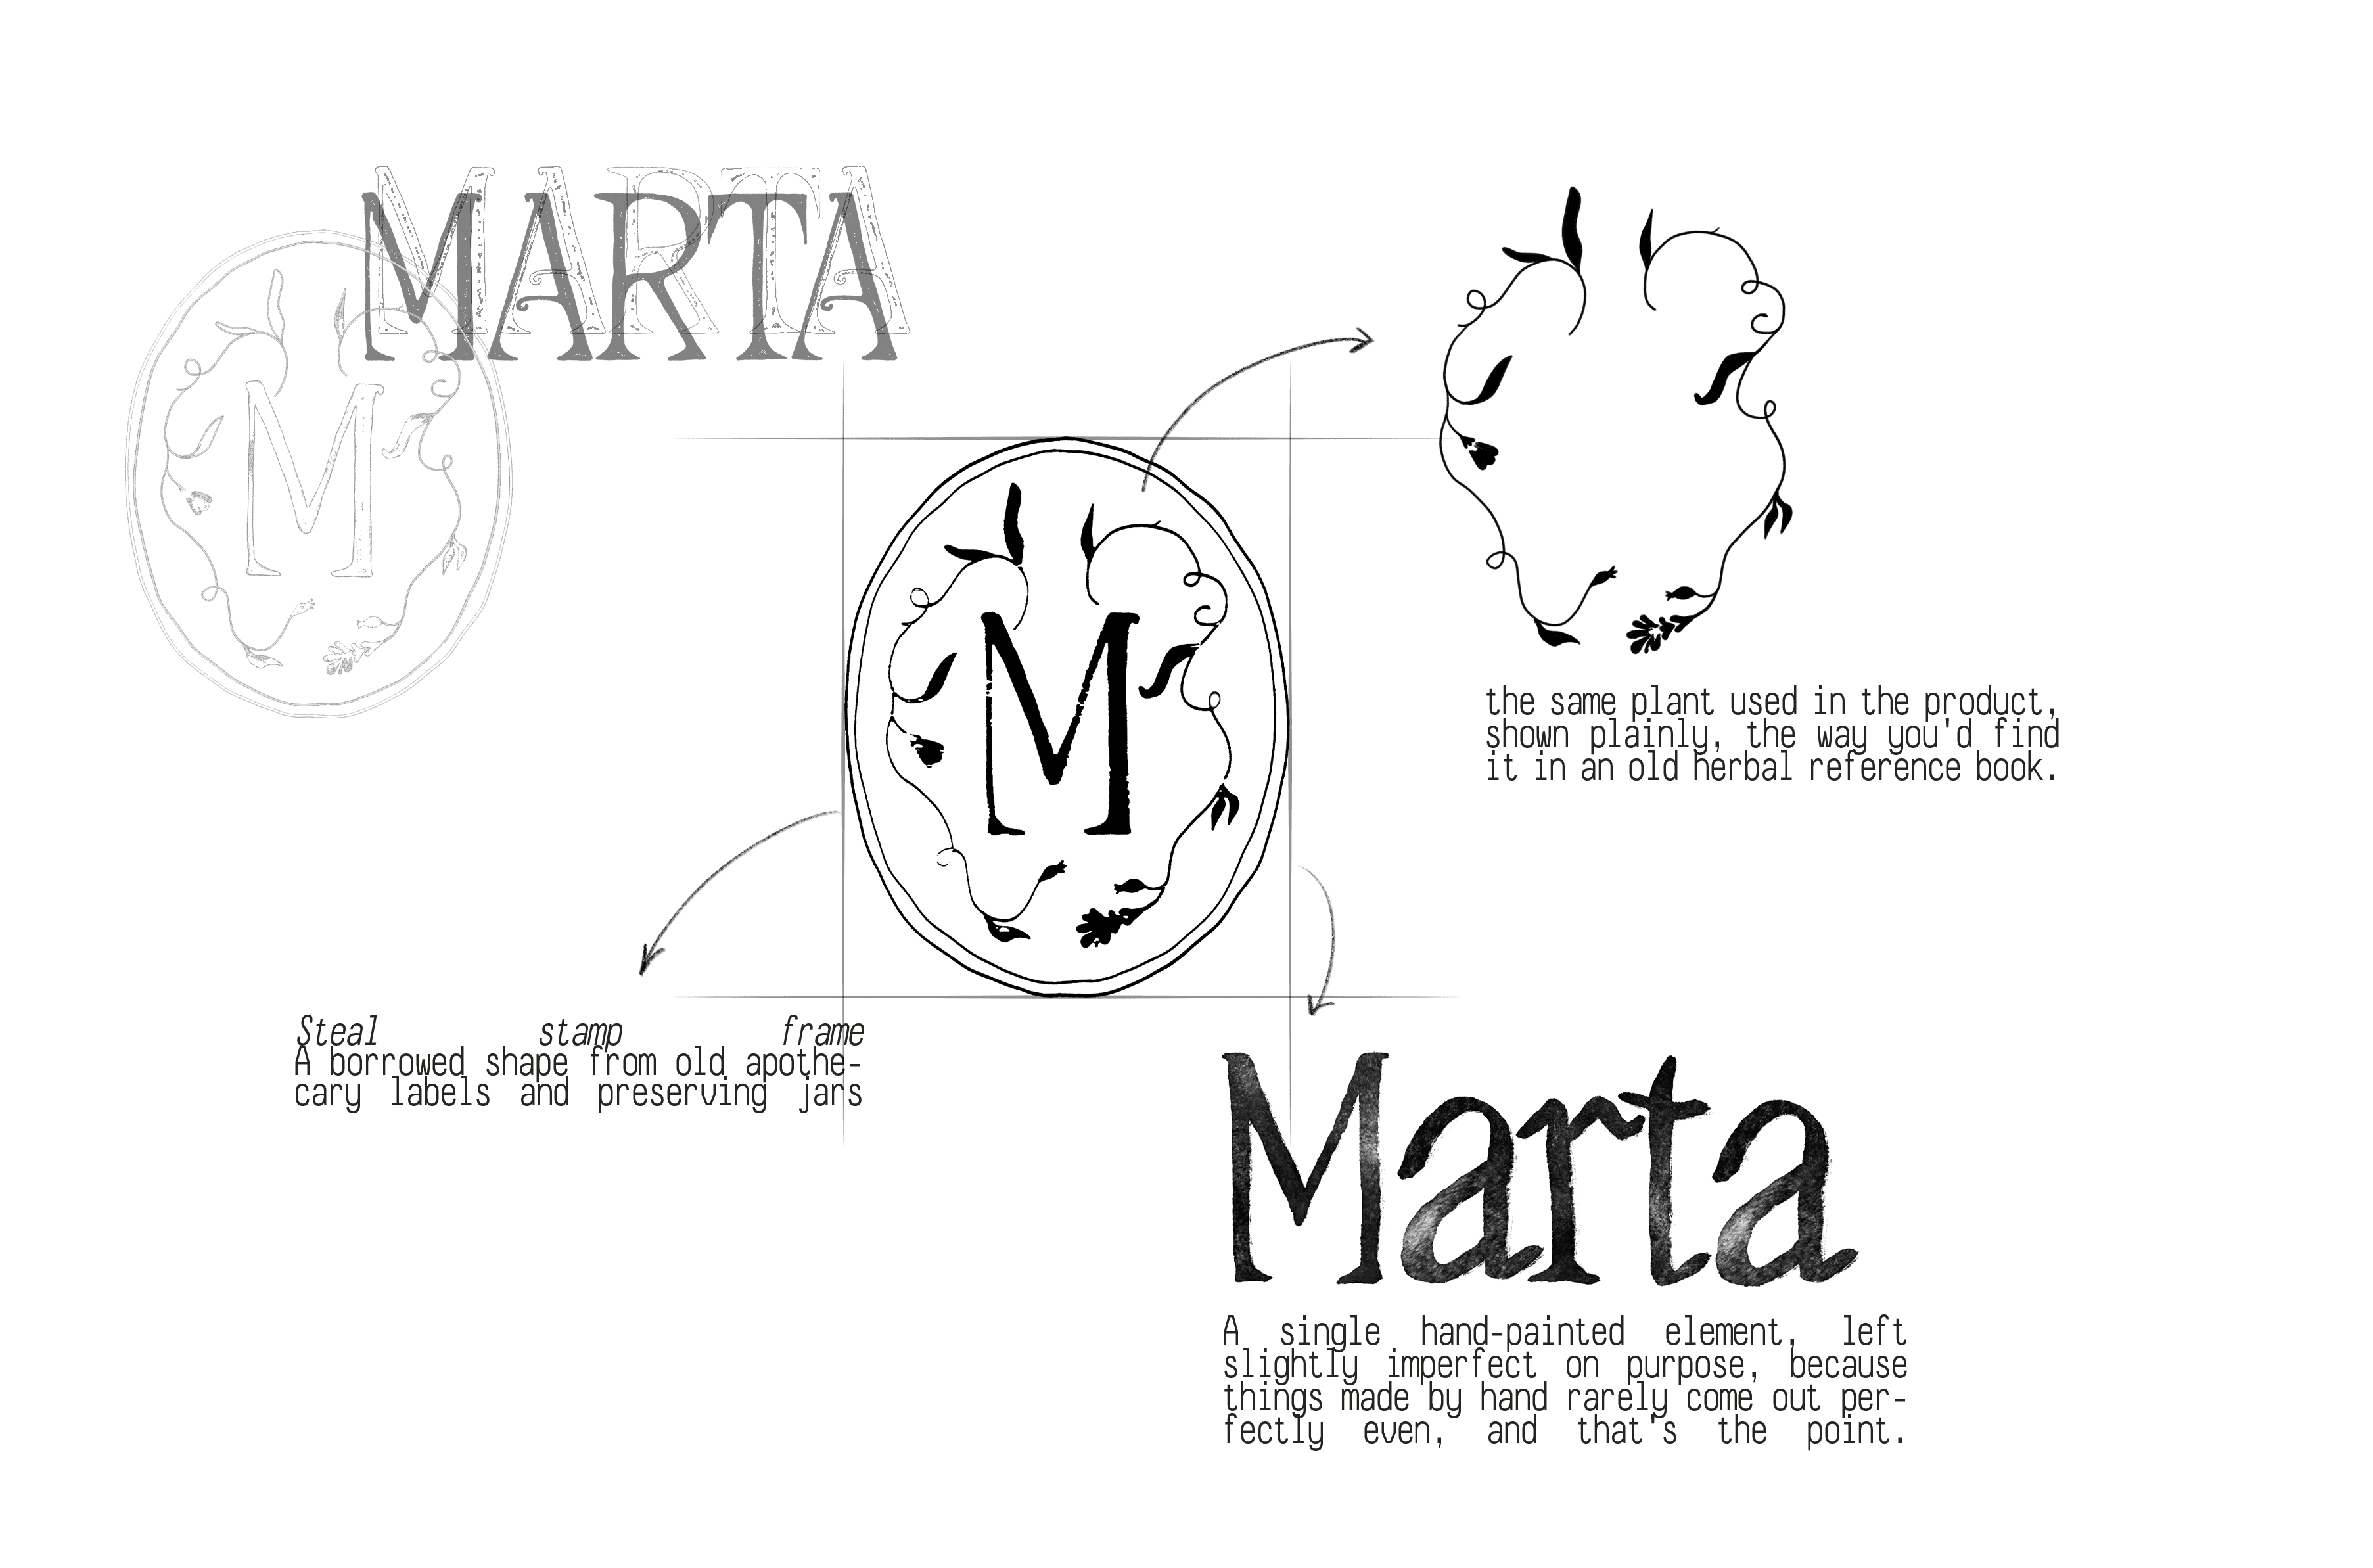 MARTA
MARTA
M
M
the same plant used in the product,
shown plainly, the way you'd find
it in an old herbal reference book.
Steal stamp frame
A borrowed shape from old apothe-
cary labels and preserving jars
Marta
A single hand-painted element, left
slightly imperfect on purpose, because
things made by hand rarely come out per-
fectly even, and that's the point.